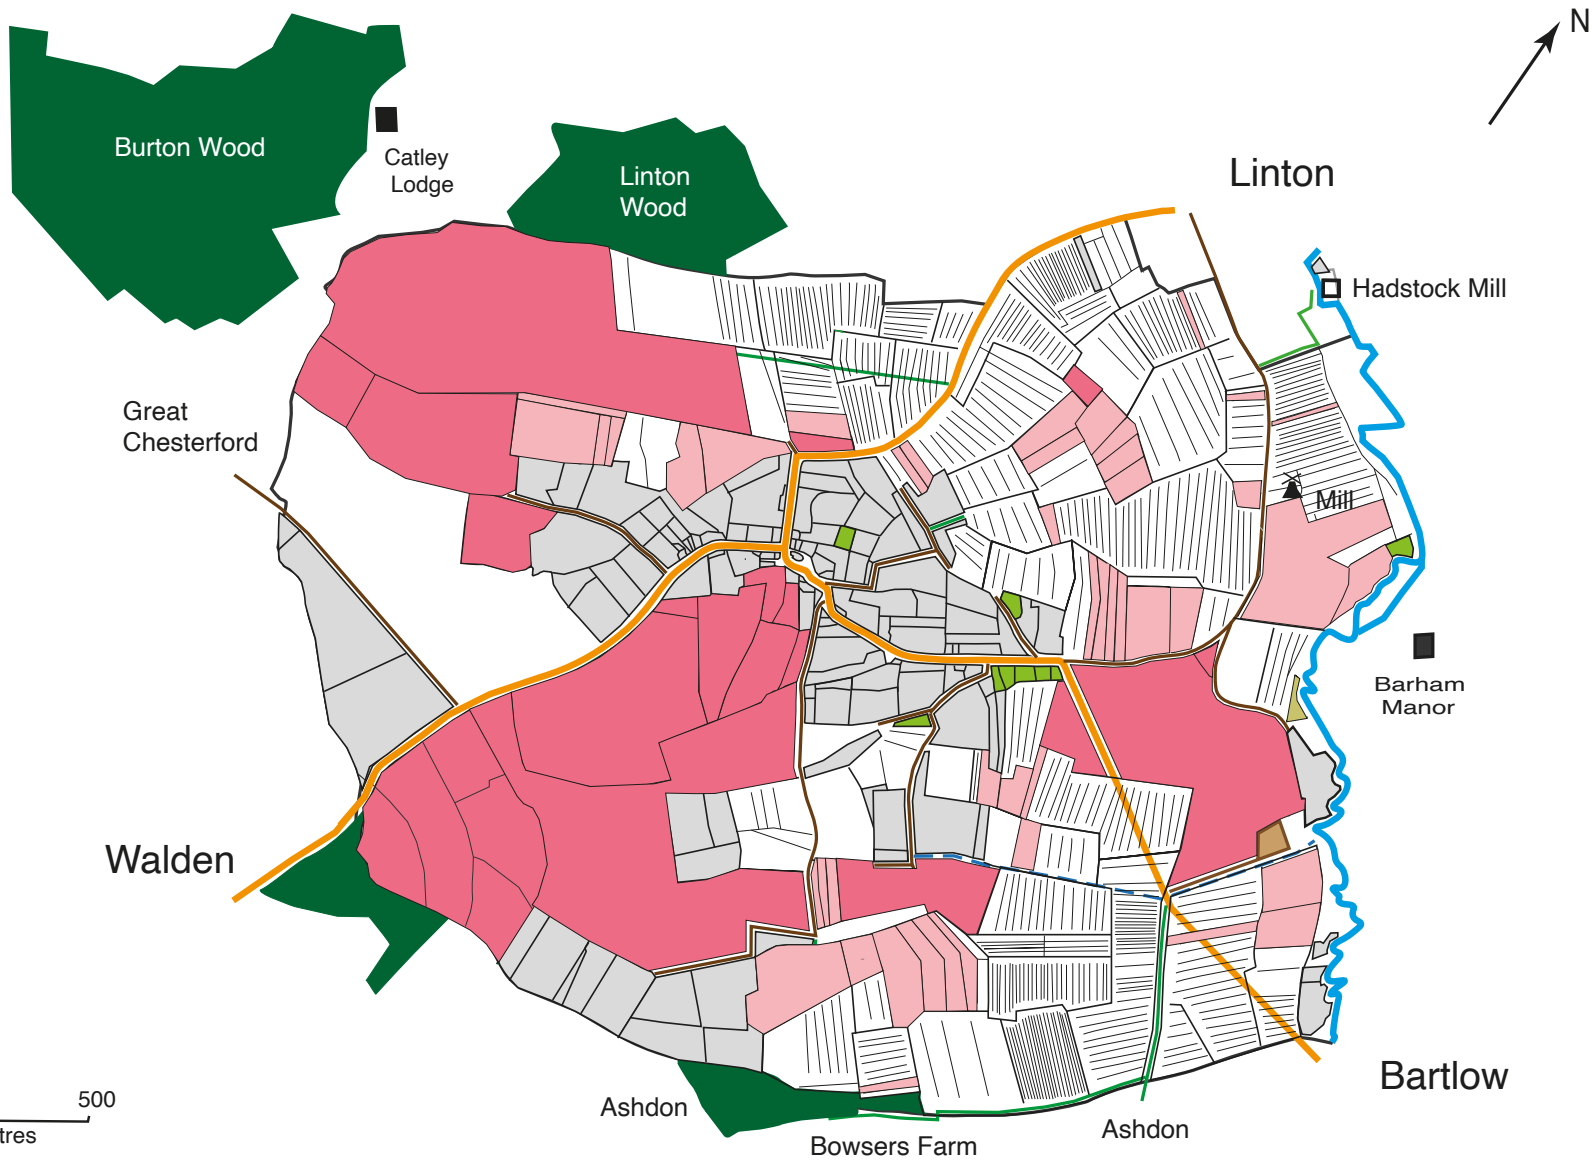 N
Burton Wood
Catley
Lodge
Linton
Wood
Linton
Hadstock Mill
Great
Chesterford
Mill
Barham
Manor
Walden
500
tres
Ashdon
Bowsers Farm
Ashdon
Bartlow